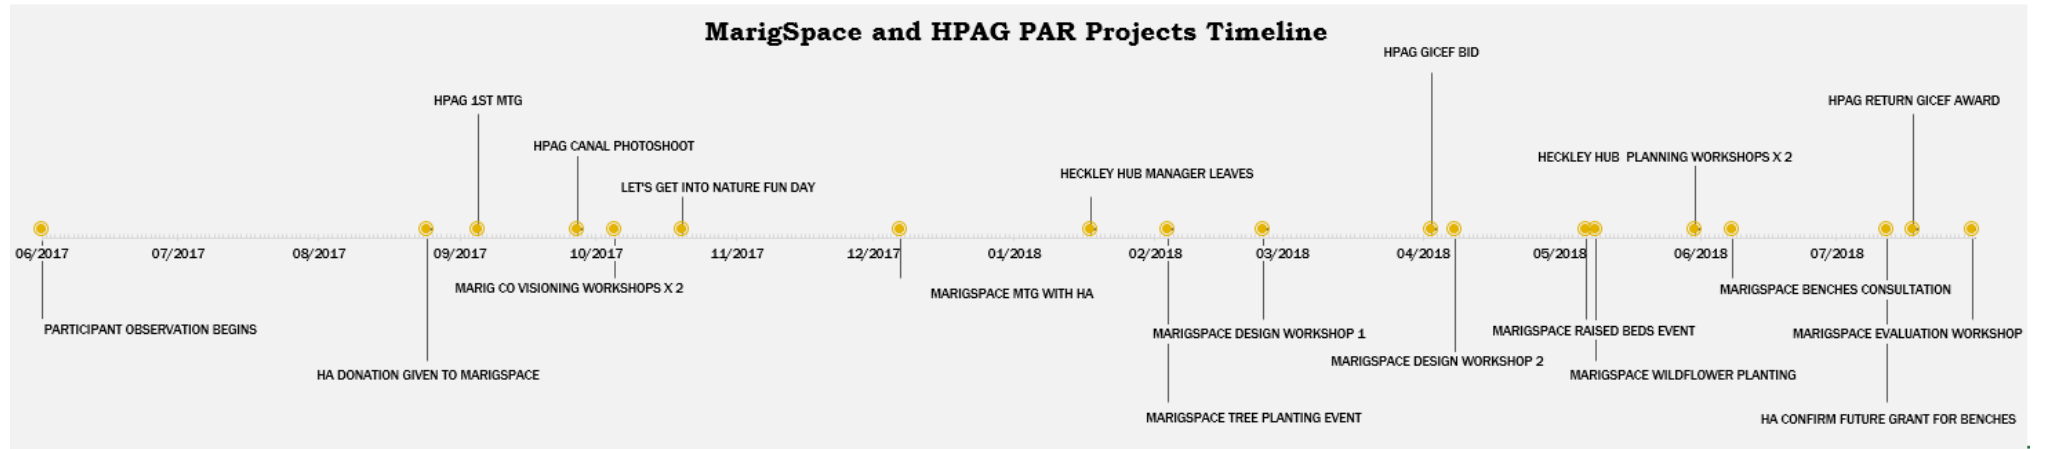 MarigSpace and HPAG PAR Projects Timeline
HPAG GICEF BID
HPAG 1ST MTG
HPAG RETURN GICEF AWARD
HPAG CANAL PHOTOSHOOT
HECKLEY HUB  PLANNING WORKSHOPS X 2
HECKLEY HUB MANAGER LEAVES
LET'S GET INTO NATURE FUN DAY
06/2017
07/2017
08/2017
09/2017
10/2017
11/2017
12/2017
01/2018
02/2018
03/2018
04/2018
05/2018
06/2018
07/2018
MARIG CO VISIONING WORKSHOPS X 2
MARIGSPACE MTG WITH HA
MARIGSPACE BENCHES CONSULTATION
PARTICIPANT OBSERVATION BEGINS
MARIGSPACE DESIGN WORKSHOP 1
MARIGSPACE RAISED BEDS EVENT
MARIGSPACE EVALUATION WORKSHOP
MARIGSPACE DESIGN WORKSHOP 2
HA DONATION GIVEN TO MARIGSPACE
MARIGSPACE WILDFLOWER PLANTING
MARIGSPACE TREE PLANTING EVENT
HA CONFIRM FUTURE GRANT FOR BENCHES